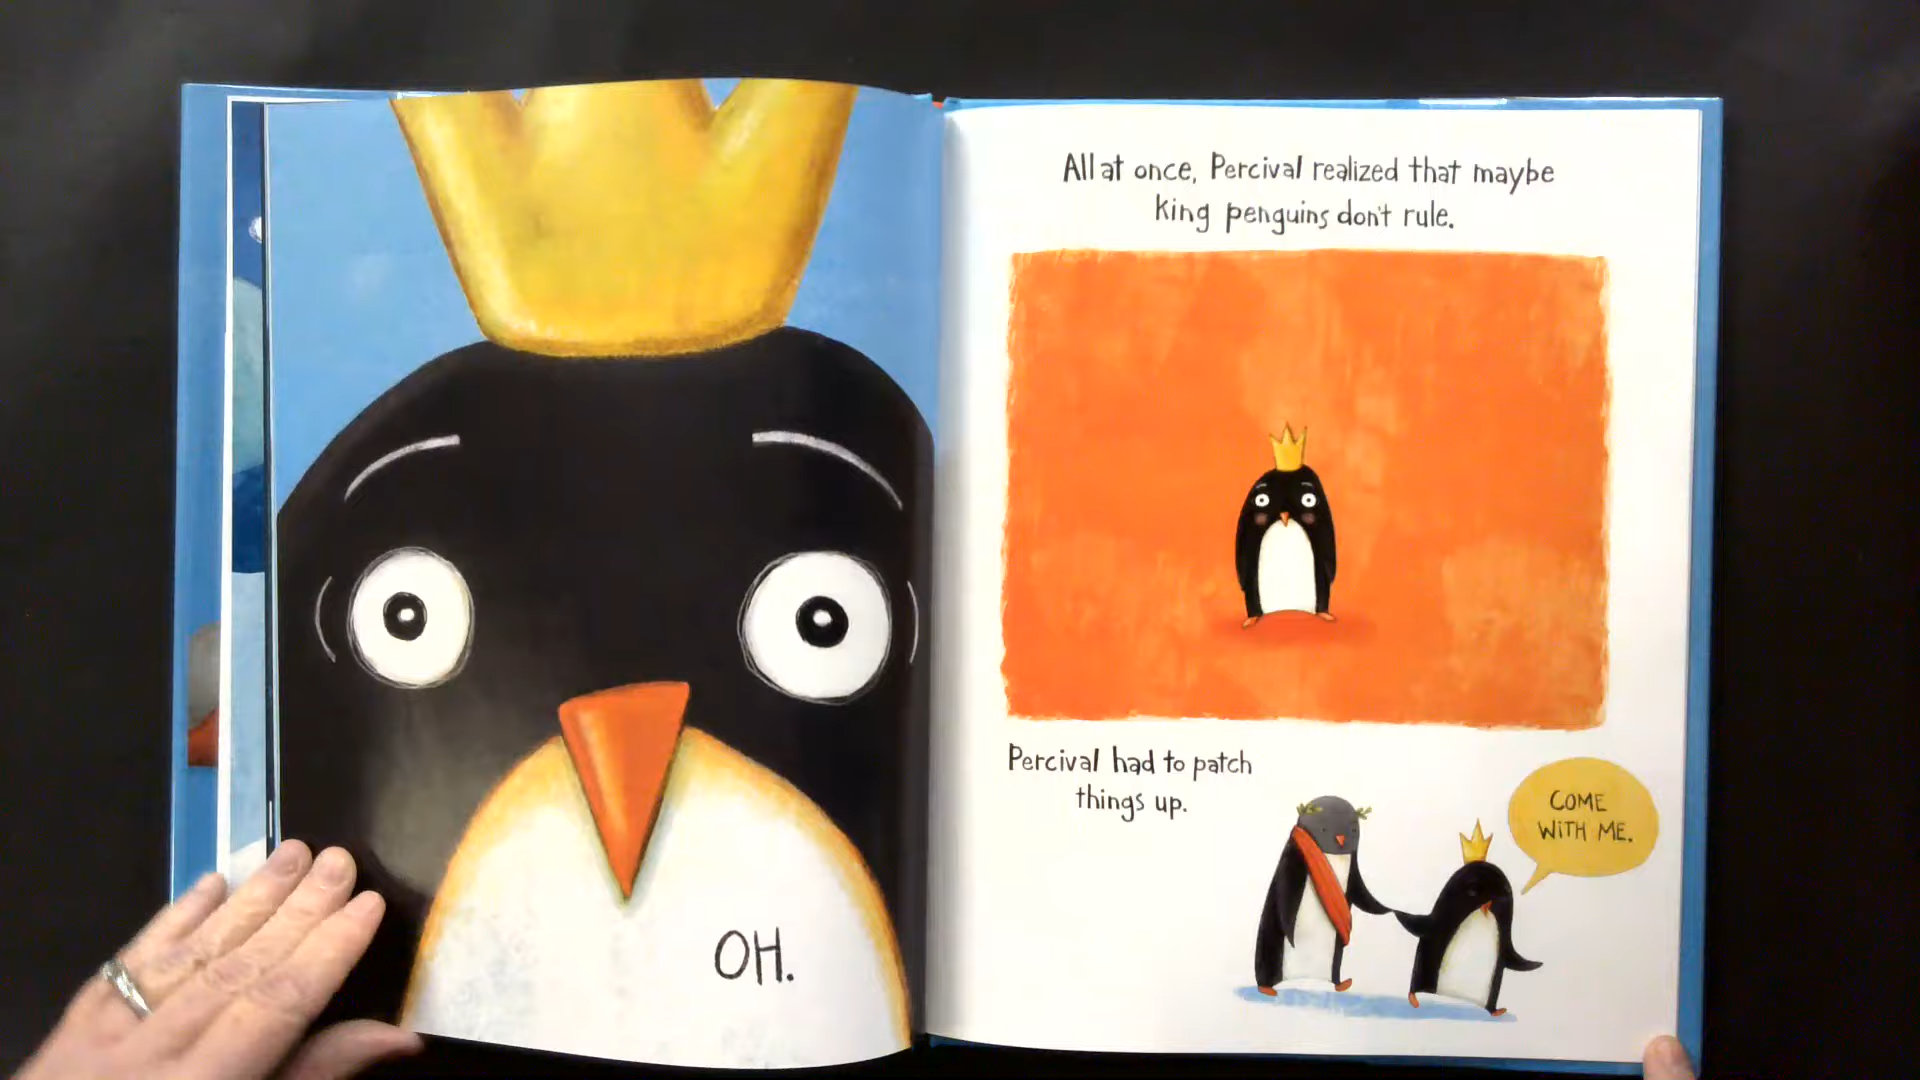 OH.
All at once, Percival realized that maybe
king penguins don't rule.
Percival had to patch
things up.
COME
WITH ME.